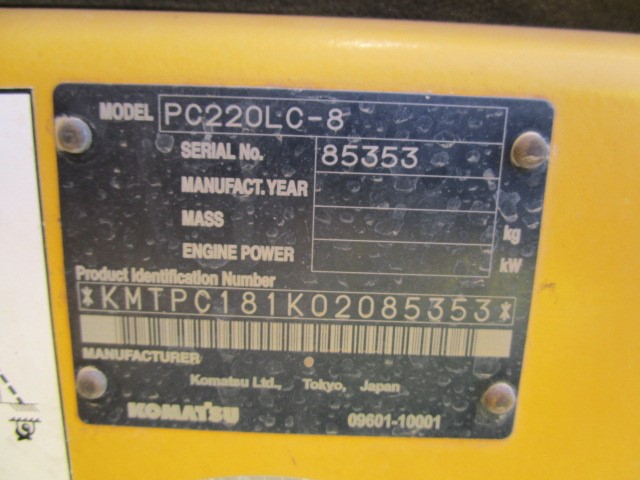 MODEL PC220LC-8
SERIAL No. 85353
MANUFACT. YEAR
MASS kg
ENGINE POWER kW
Product Identification Number
*KMTPC181K02085353*
MANUFACTURER
Komatsu Ltd., Tokyo, Japan
KOMATSU 09601-10001